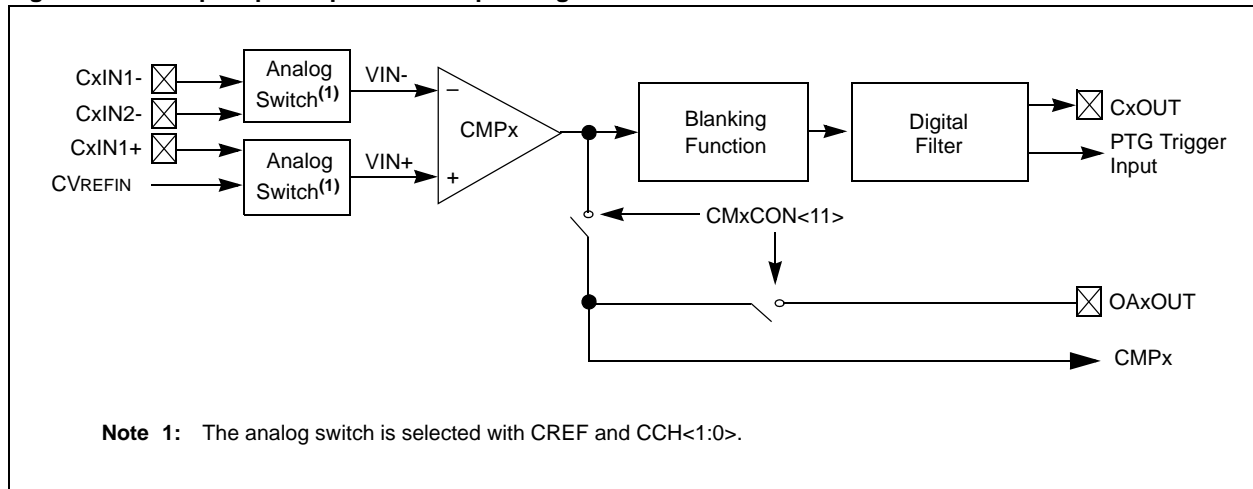 CxIN1-
CxIN2-
CxIN1+
CVREFIN
Analog
Switch(1)
Analog
Switch(1)
VIN-
VIN+
–
+
CMPx
Blanking
Function
Digital
Filter
CxOUT
PTG Trigger
Input
CMxCON<11>
OAxOUT
CMPx
Note 1: The analog switch is selected with CREF and CCH<1:0>.